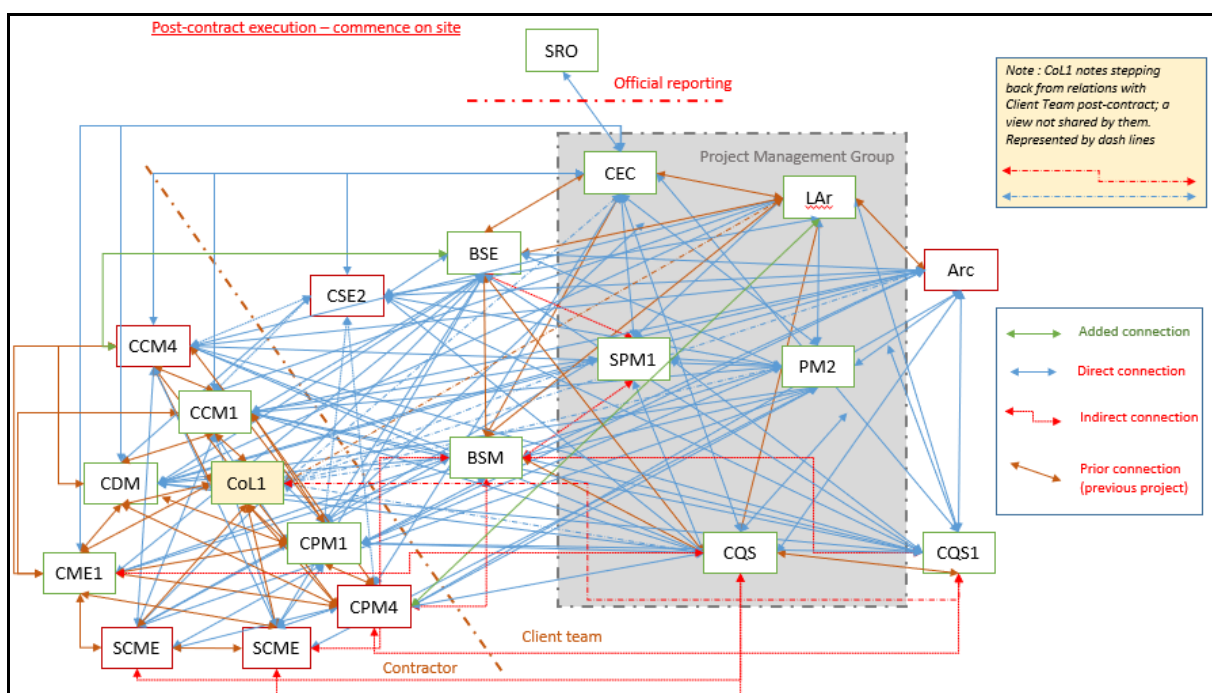 Post-contract execution – commence on site
SRO
Official reporting
Note : CoL1 notes stepping
back from relations with
Client Team post-contract; a
view not shared by them.
Represented by dash lines
Project Management Group
CEC
LAr
BSE
Arc
CSE2
CCM4
SPM1
PM2
Added connection
Direct connection
Indirect connection
Prior connection
(previous project)
CCM1
BSM
CDM
CoL1
CPM1
CQS
CQS1
CME1
CPM4
Client team
SCME
SCME
Contractor